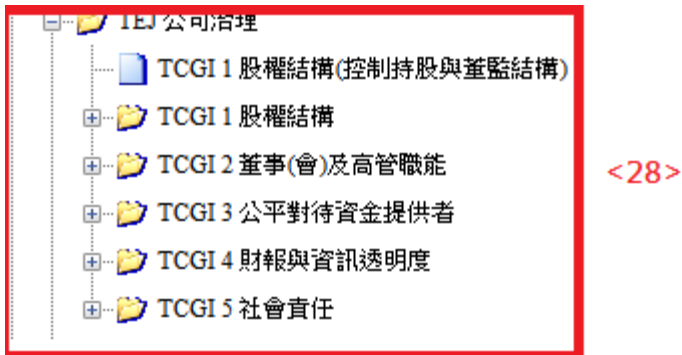 TEJ 公司治理
TCGI 1 股權結構(控制持股與董監結構)
TCGI 1 股權結構
TCGI 2 董事(會)及高管職能
TCGI 3 公平對待資金提供者
TCGI 4 財報與資訊透明度
TCGI 5 社會責任
<28>